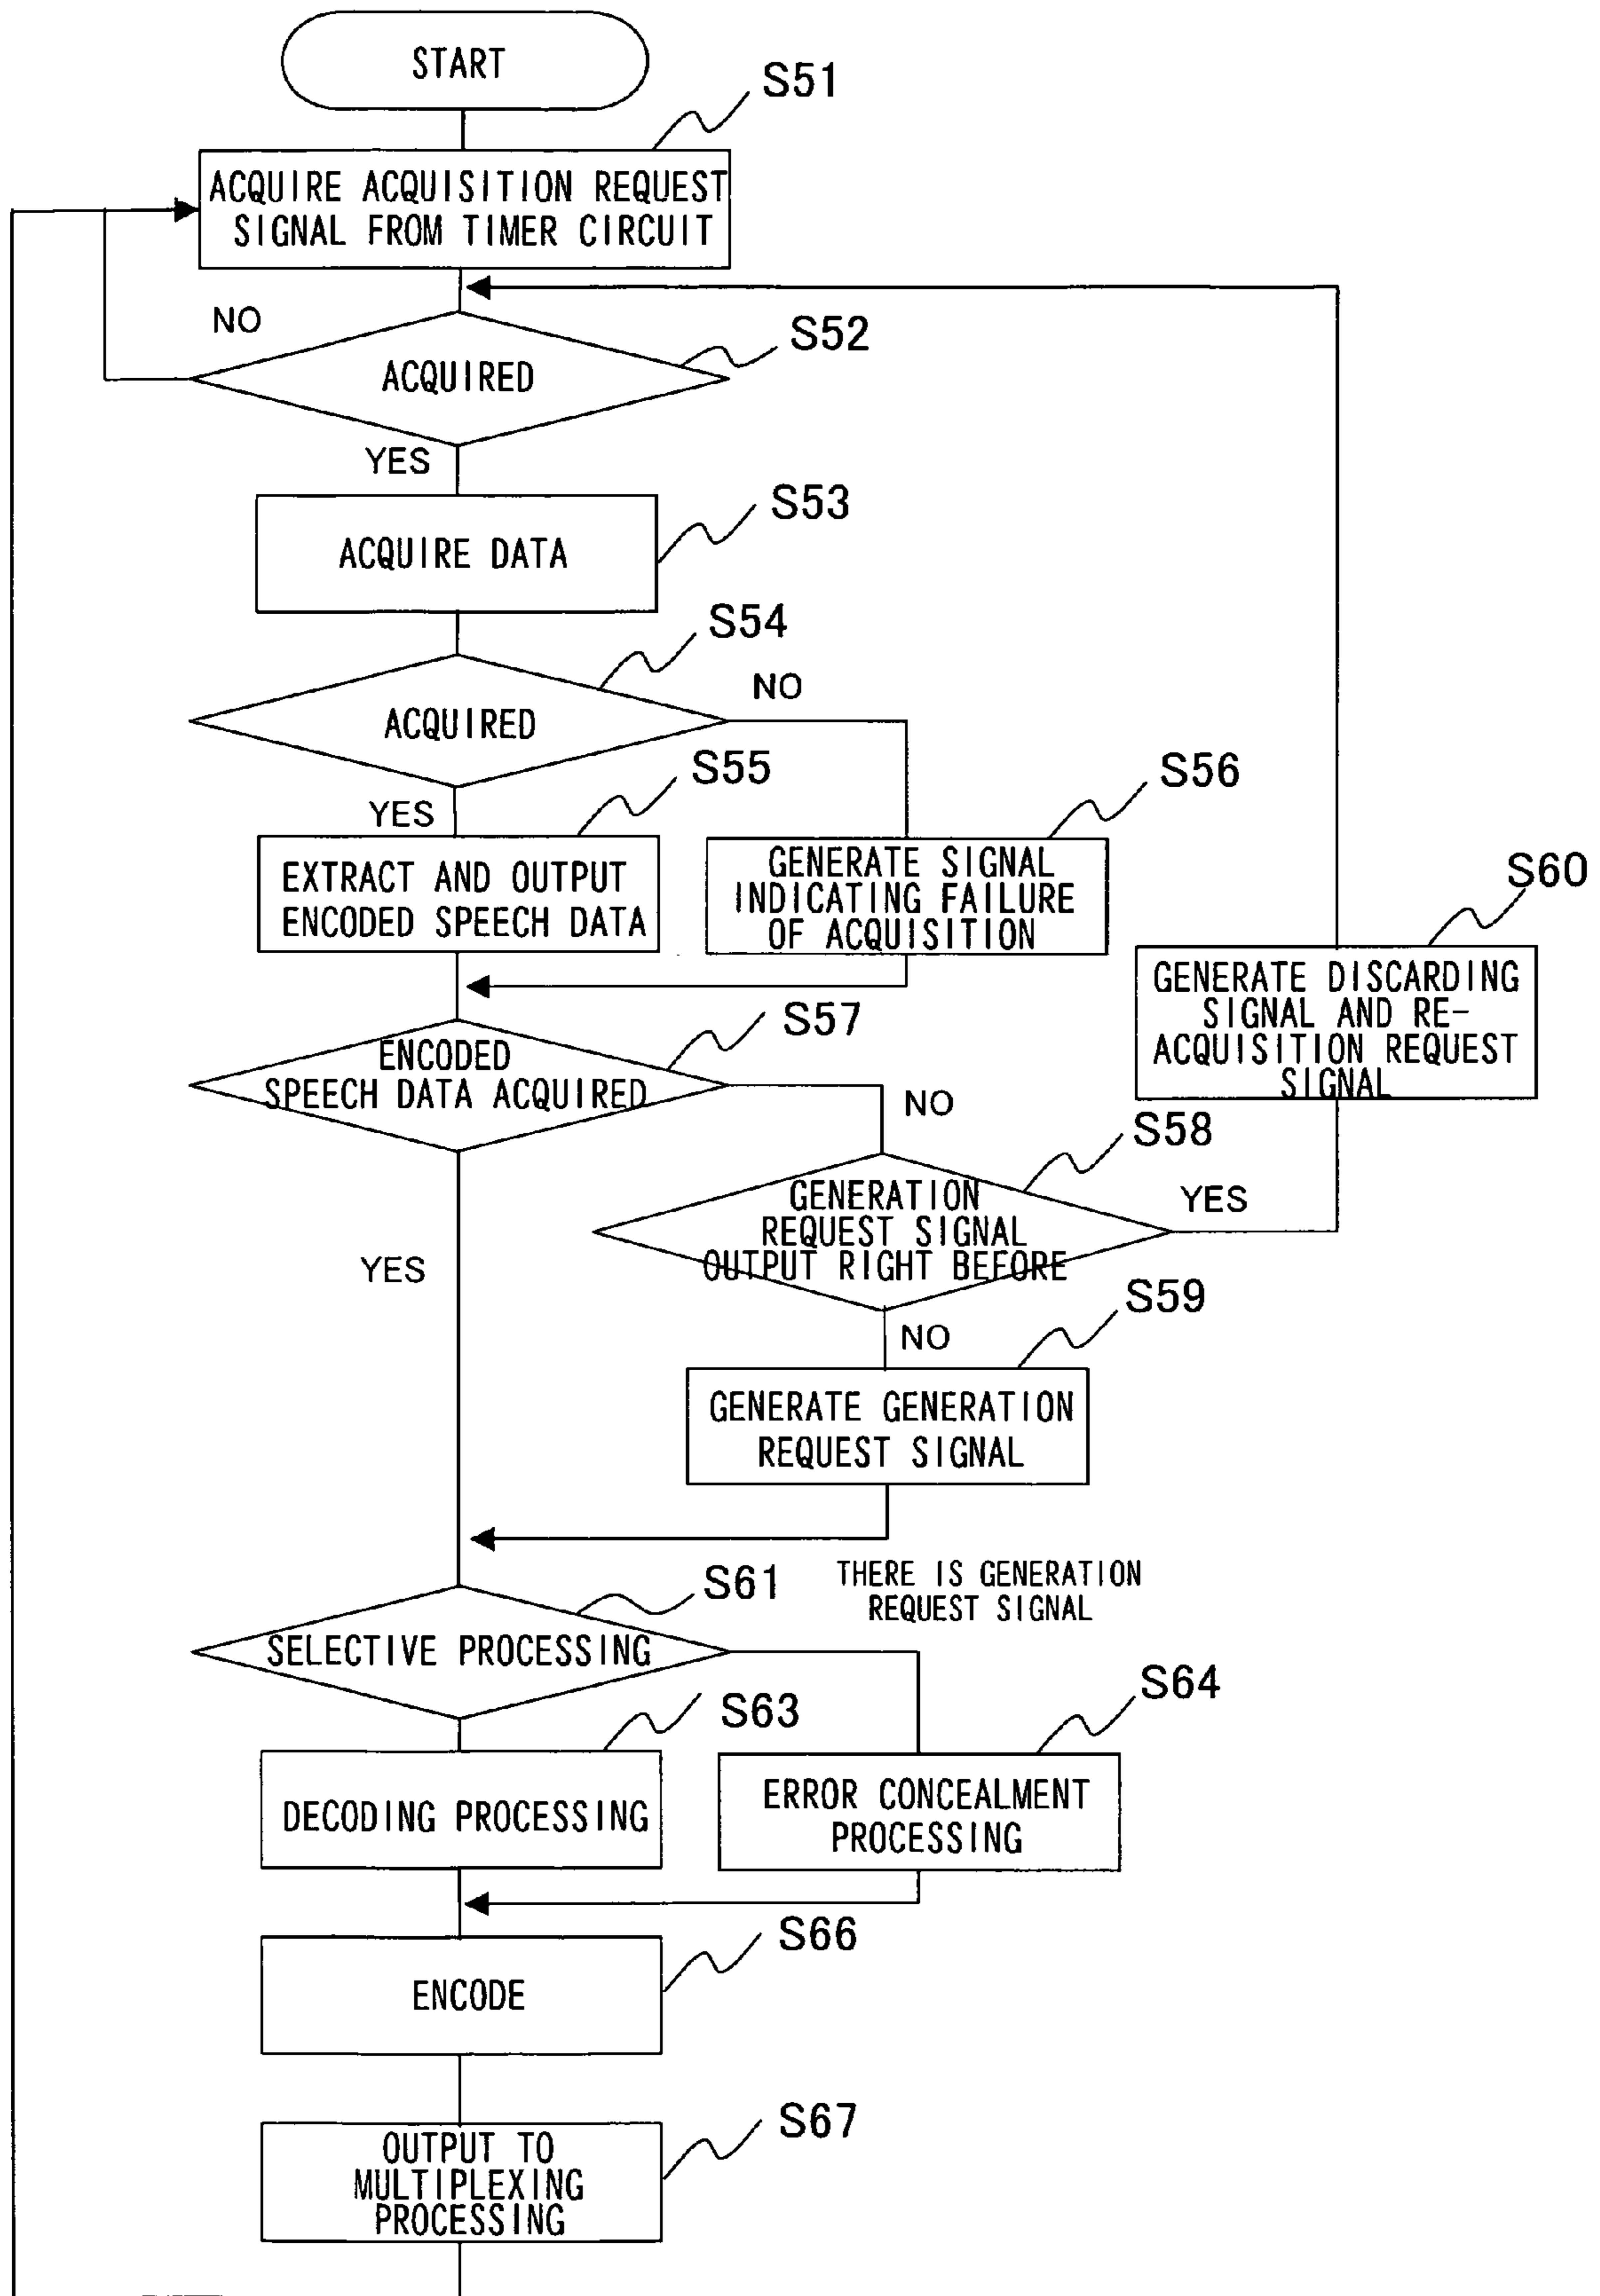 START
S51
ACQUIRE ACQUISITION REQUEST
SIGNAL FROM TIMER CIRCUIT
NO
S52
ACQUIRED
YES
S53
ACQUIRE DATA
S54
NO
ACQUIRED
S55
S56
YES
EXTRACT AND OUTPUT
ENCODED SPEECH DATA
GENERATE SIGNAL
INDICATING FAILURE
OF ACQUISITION
S60
GENERATE DISCARDING
SIGNAL AND RE-
ACQUISITION REQUEST
SIGNAL
S57
ENCODED
SPEECH DATA ACQUIRED
NO
S58
GENERATION
REQUEST SIGNAL
OUTPUT RIGHT BEFORE
YES
YES
S59
NO
GENERATE GENERATION
REQUEST SIGNAL
S61
THERE IS GENERATION
REQUEST SIGNAL
SELECTIVE PROCESSING
S63
S64
DECODING PROCESSING
ERROR CONCEALMENT
PROCESSING
S66
ENCODE
S67
OUTPUT TO
MULTIPLEXING
PROCESSING